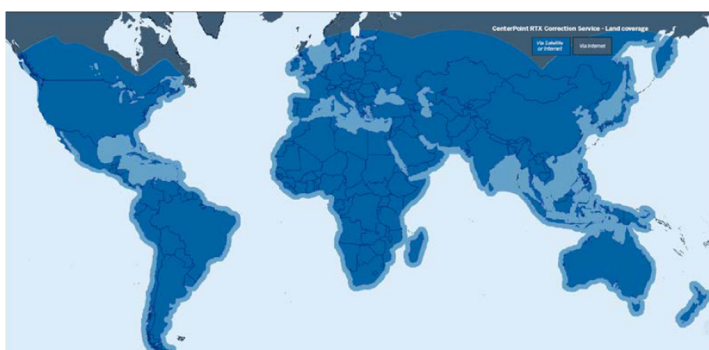 CenterPoint RTX Correction Service - Land coverage
Via Satellite
or Internet
Via Internet